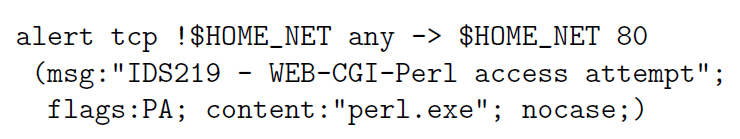 alert tcp !$HOME_NET any -> $HOME_NET 80
(msg:"IDS219 - WEB-CGI-Perl access attempt";
flags:PA; content:"perl.exe"; nocase;)